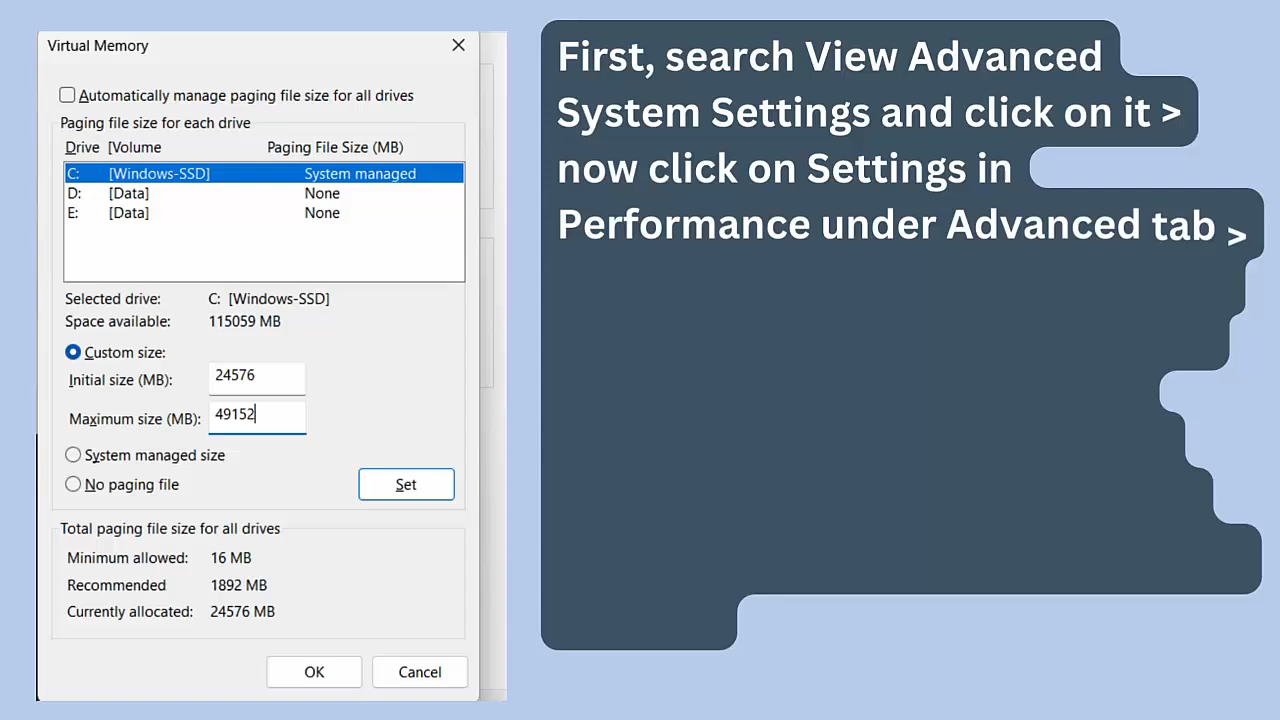 Virtual Memory
Automatically manage paging file size for all drives
Paging file size for each drive
Drive [Volume Paging File Size (MB)
C: [Windows-SSD] System managed
D: [Data] None
E: [Data] None
Selected drive: C: [Windows-SSD]
Space available: 115059 MB
Custom size:
Initial size (MB): 24576
Maximum size (MB): 49152
System managed size
No paging file
Set
Total paging file size for all drives
Minimum allowed: 16 MB
Recommended 1892 MB
Currently allocated: 24576 MB
OK Cancel
First, search View Advanced
System Settings and click on it >
now click on Settings in
Performance under Advanced tab >